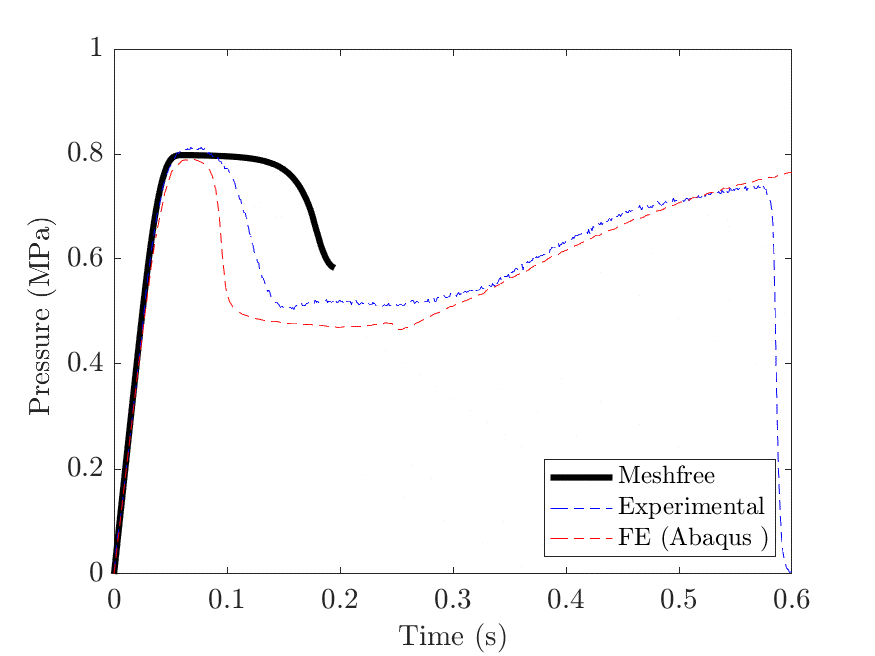 1
0.8
0.6
0.4
0.2
0
Pressure (MPa)
Meshfree
Experimental
FE (Abaqus )
0 0.1 0.2 0.3 0.4 0.5 0.6
Time (s)